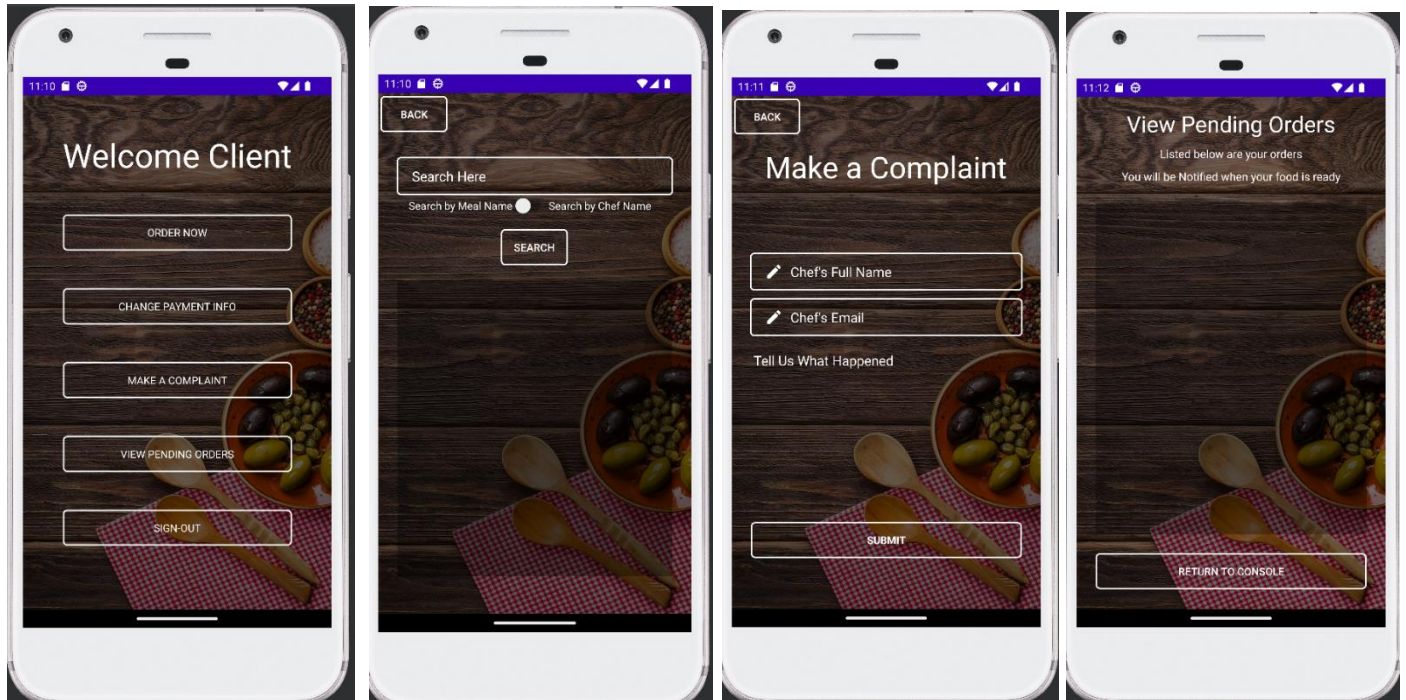 11:10
Welcome Client
ORDER NOW
CHANGE PAYMENT INFO
MAKE A COMPLAINT
VIEW PENDING ORDERS
SIGN-OUT
11:10
BACK
Search Here
Search by Meal Name Search by Chef Name
SEARCH
11:11
BACK
Make a Complaint
Chef's Full Name
Chef's Email
Tell Us What Happened
SUBMIT
11:12
View Pending Orders
Listed below are your orders
You will be Notified when your food is ready
RETURN TO CONSOLE